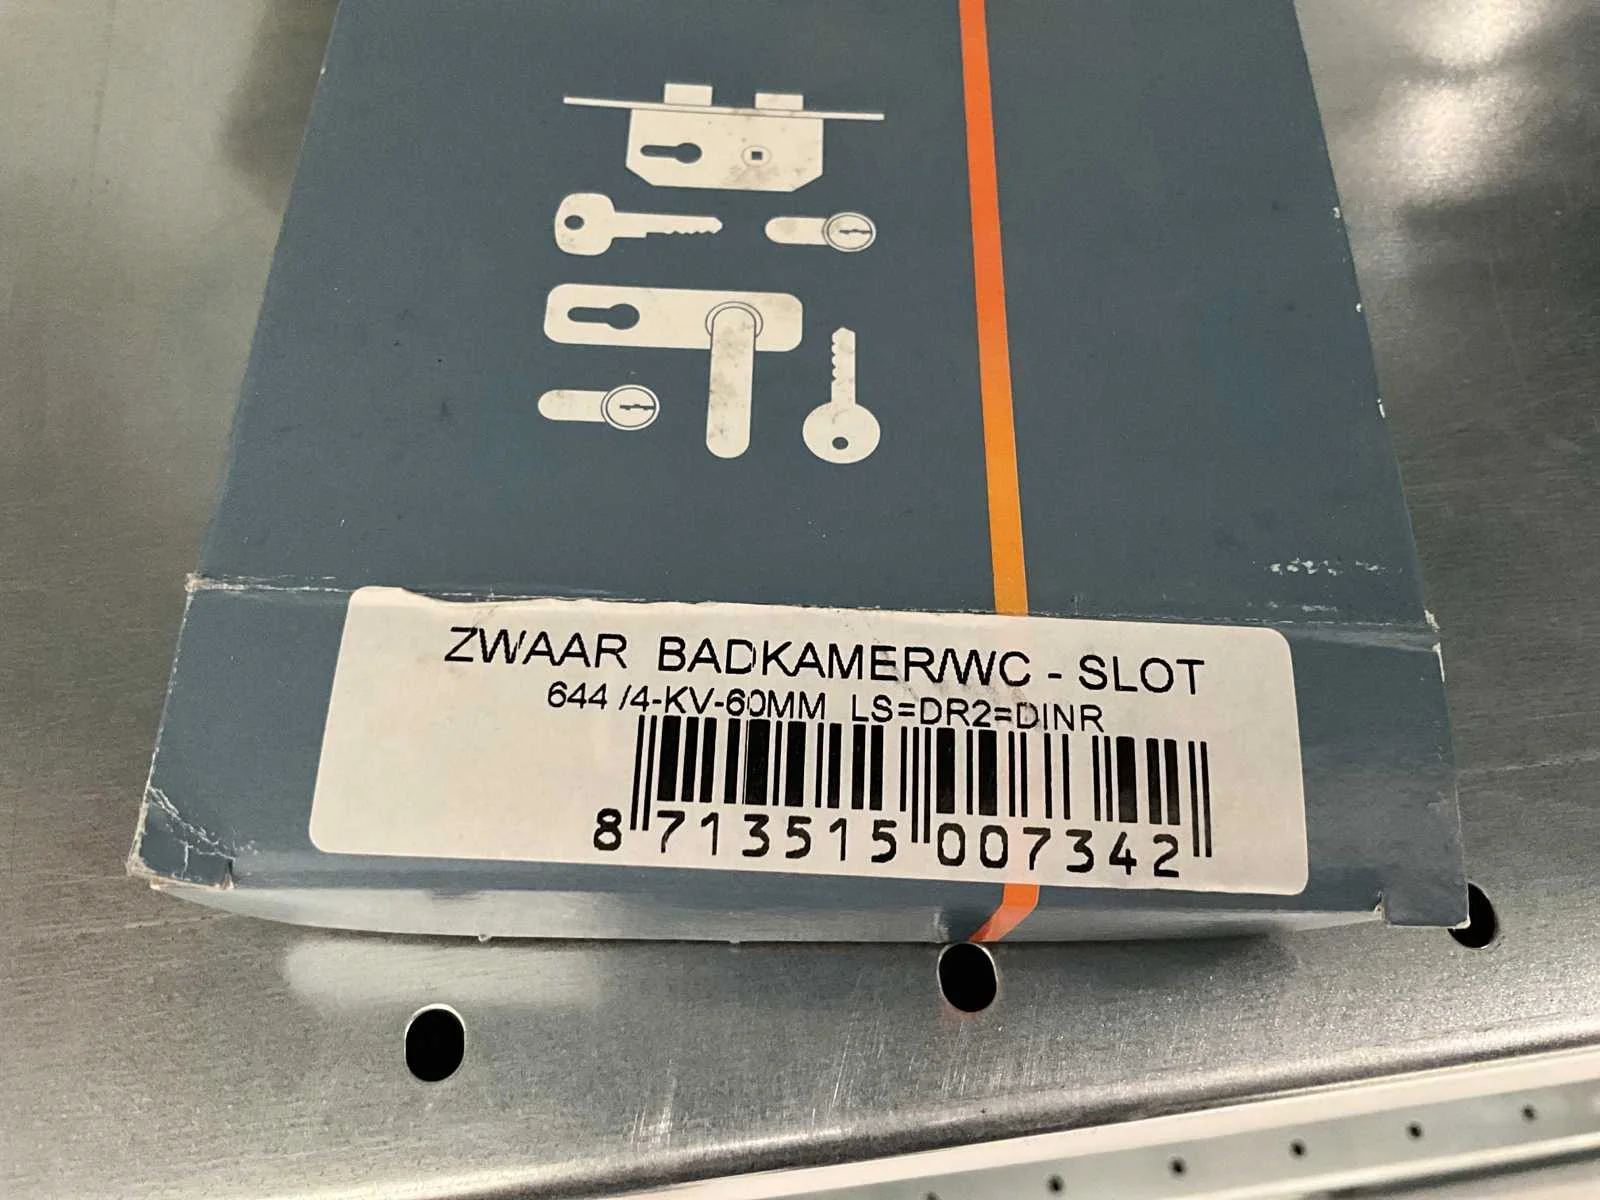 ZWAAR BADKAMER/WC - SLOT
644 /4-KV-60MM LS=DR2=DINR
8 713515 007342